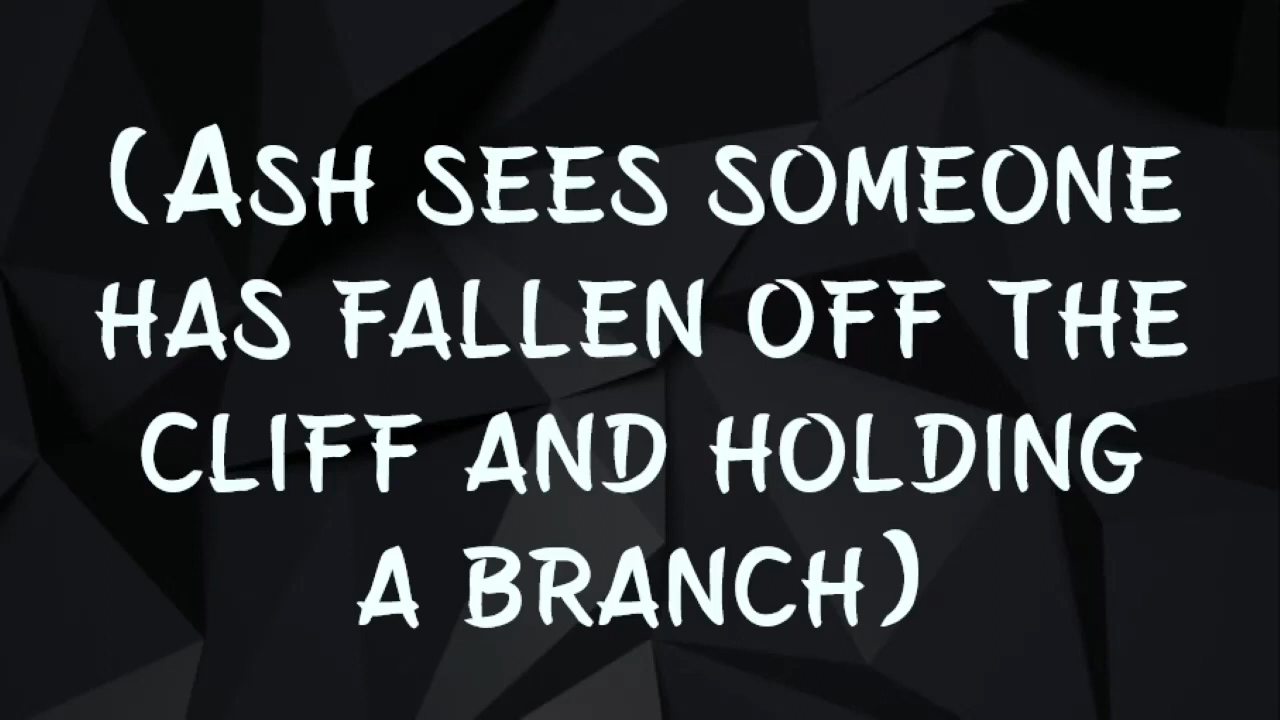 (Ash sees someone
has fallen off the
cliff and holding
a branch)